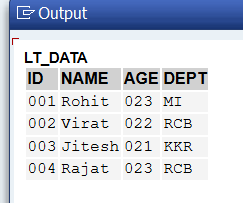 Output
LT_DATA
ID NAME AGE DEPT
001 Rohit 023 MI
002 Virat 022 RCB
003 Jitesh 021 KKR
004 Rajat 023 RCB